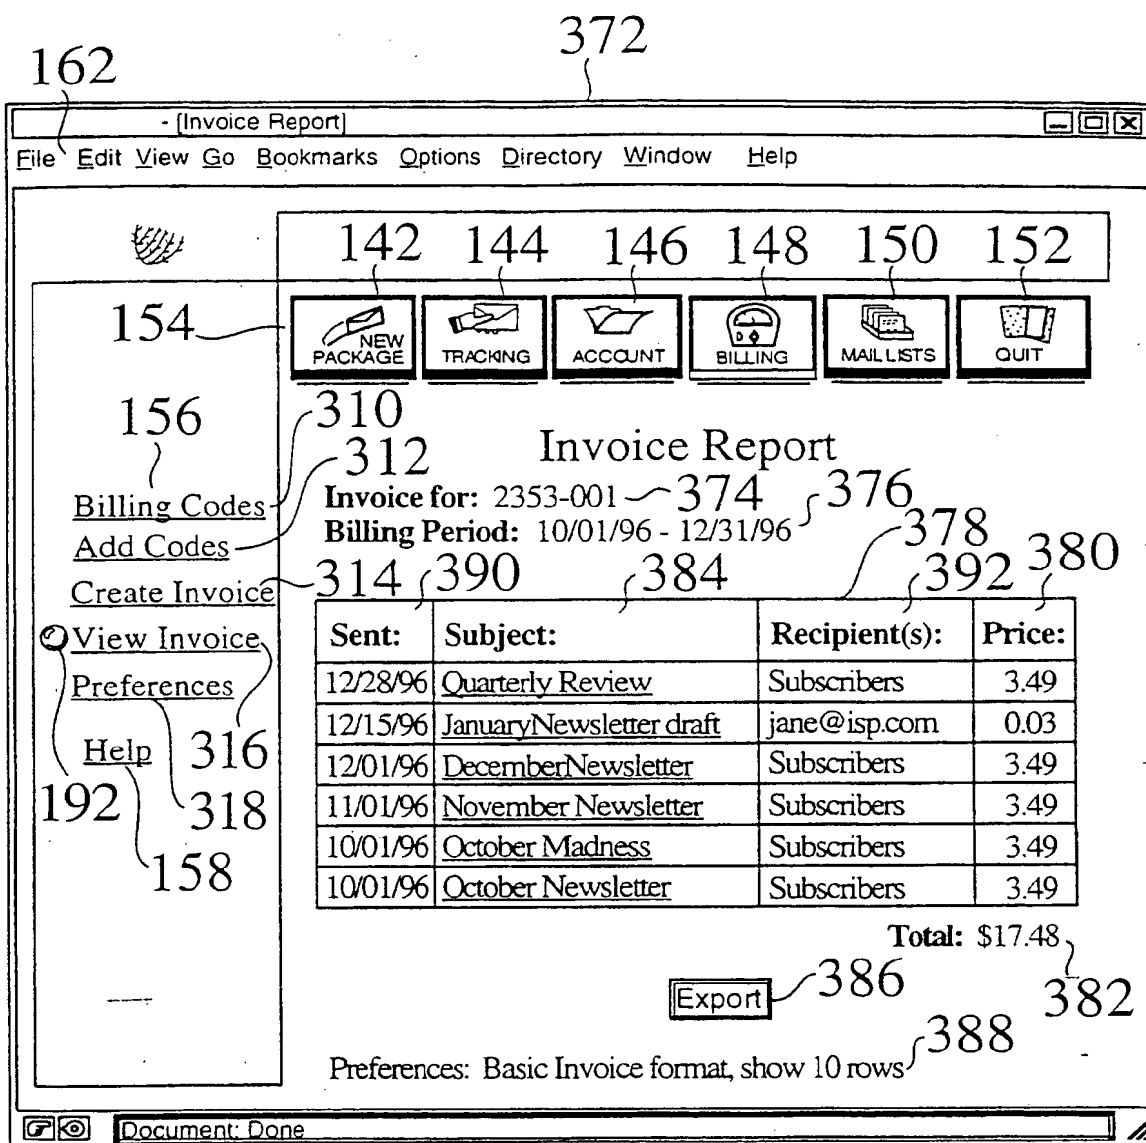 372
162
- [Invoice Report]
File Edit View Go Bookmarks Options Directory Window Help
142 144 146 148 150 152
154
NEW PACKAGE TRACKING ACCOUNT BILLING MAIL LISTS QUIT
310
156
312
Invoice Report
Invoice for: 2353-001 374 376
Billing Codes
Billing Period: 10/01/96 - 12/31/96 378
Add Codes
314 390 384 392 380
Create Invoice
Sent: Subject: Recipient(s): Price:
View Invoice
12/28/96 Quarterly Review Subscribers 3.49
Preferences
12/15/96 JanuaryNewsletter draft jane@isp.com 0.03
Help 316
12/01/96 DecemberNewsletter Subscribers 3.49
192 318
11/01/96 November Newsletter Subscribers 3.49
10/01/96 October Madness Subscribers 3.49
158
10/01/96 October Newsletter Subscribers 3.49
Total: $17.48
386 382
Export
388
Preferences: Basic Invoice format, show 10 rows
Document: Done